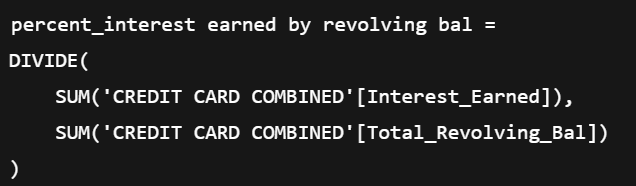 percent_interest earned by revolving bal =
DIVIDE(
    SUM('CREDIT CARD COMBINED'[Interest_Earned]),
    SUM('CREDIT CARD COMBINED'[Total_Revolving_Bal])
)